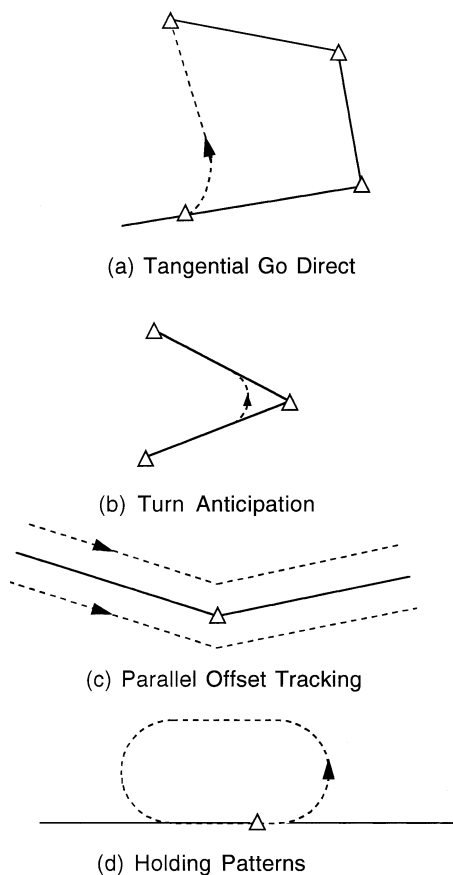 (a) Tangential Go Direct
(b) Turn Anticipation
(c) Parallel Offset Tracking
(d) Holding Patterns